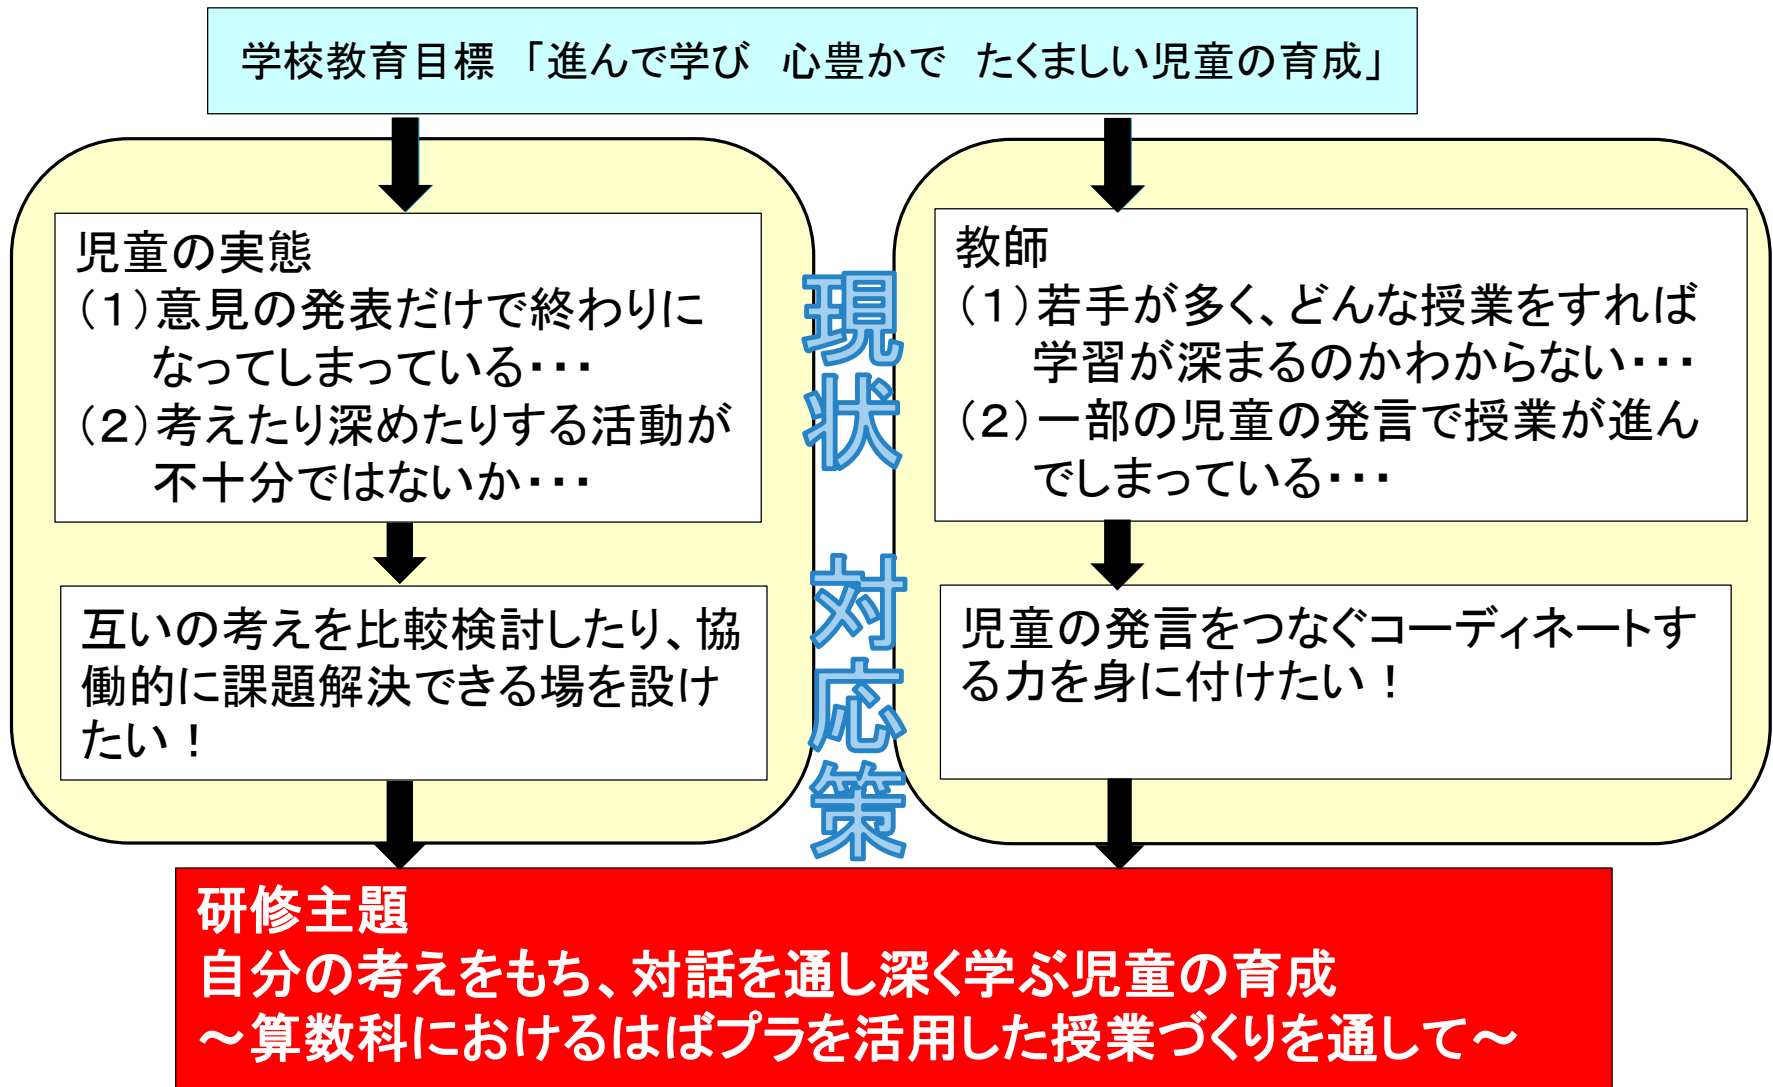 学校教育目標 「進んで学び　心豊かで　たくましい児童の育成」
児童の実態
（１）意見の発表だけで終わりに
なってしまっている・・・
（２）考えたり深めたりする活動が
不十分ではないか・・・
互いの考えを比較検討したり、協
働的に課題解決できる場を設け
たい！
現状
対応策
教師
（１）若手が多く、どんな授業をすれば
学習が深まるのかわからない・・・
（２）一部の児童の発言で授業が進ん
でしまっている・・・
児童の発言をつなぐコーディネートす
る力を身に付けたい！
研修主題
自分の考えをもち、対話を通し深く学ぶ児童の育成
～算数科におけるはばプラを活用した授業づくりを通して～